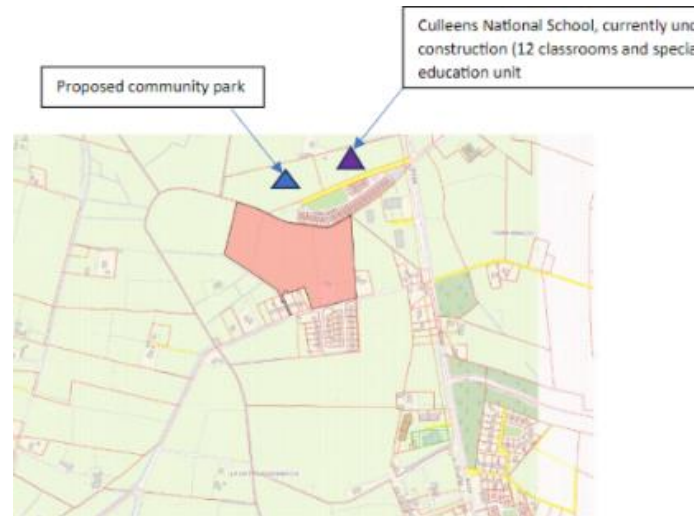 Culleens National School, currently und
construction (12 classrooms and specia
education unit
Proposed community park